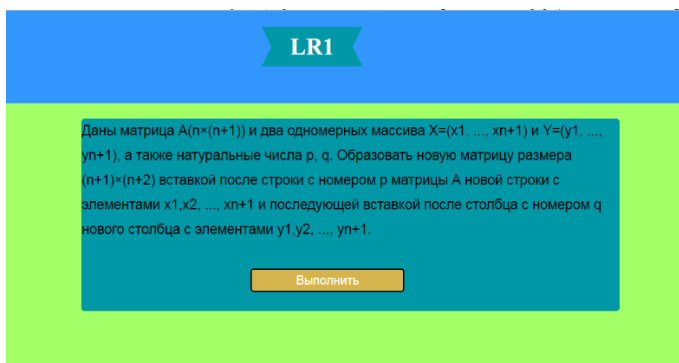 LR1
Даны матрица A(n×(n+1)) и два одномерных массива X=(x1, ..., xn+1) и Y=(y1, ...,
yn+1), а также натуральные числа p, q. Образовать новую матрицу размера
(n+1)×(n+2) вставкой после строки с номером p матрицы A новой строки с
элементами x1,x2, ..., xn+1 и последующей вставкой после столбца с номером q
нового столбца с элементами y1,y2, ..., yn+1.
Выполнить